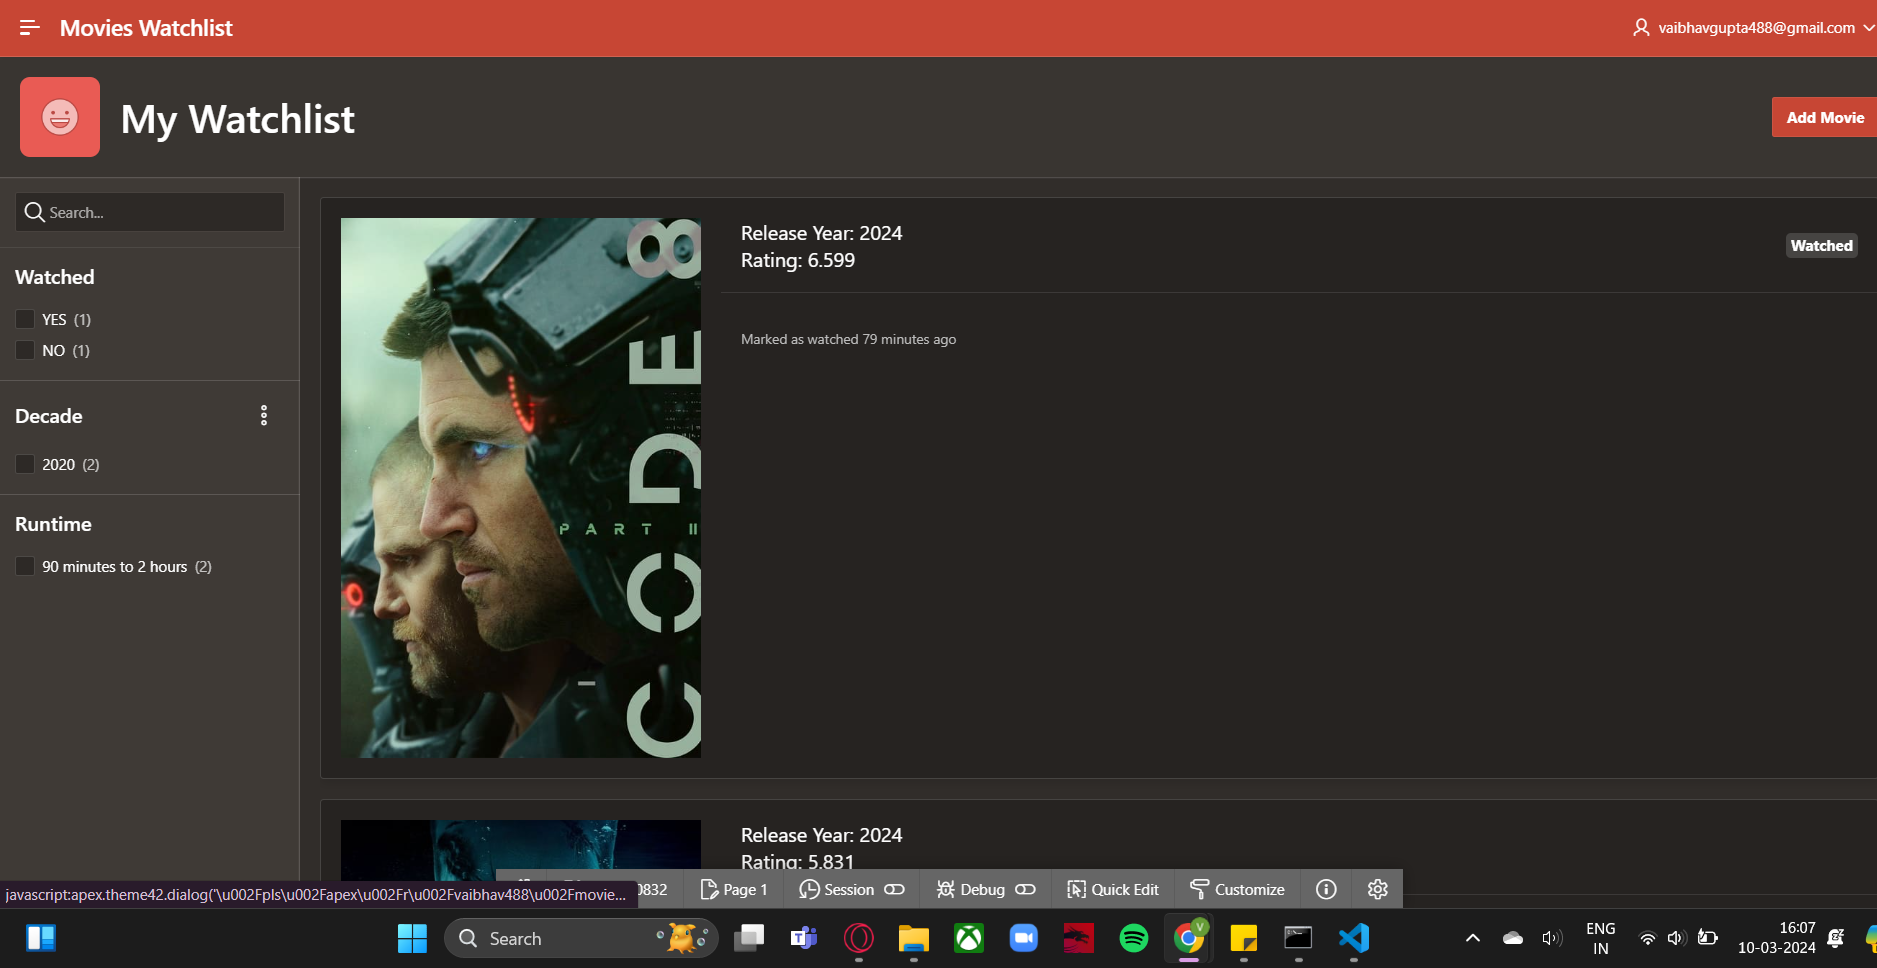 Movies Watchlist
vaibhavgupta488@gmail.com
My Watchlist
Add Movie
Search...
Watched
YES (1)
NO (1)
Decade
2020 (2)
Runtime
90 minutes to 2 hours (2)
CODE 8
PART II
Release Year: 2024
Rating: 6.599
Watched
Marked as watched 79 minutes ago
Release Year: 2024
Rating: 5.831
javascript:apex.theme42.dialog('\u002Fpls\u002Fapex\u002Fr\u002Fvaibhav488\u002Fmovie...
0832
Page 1
Session
Debug
Quick Edit
Customize
Search
ENG
IN
16:07
10-03-2024